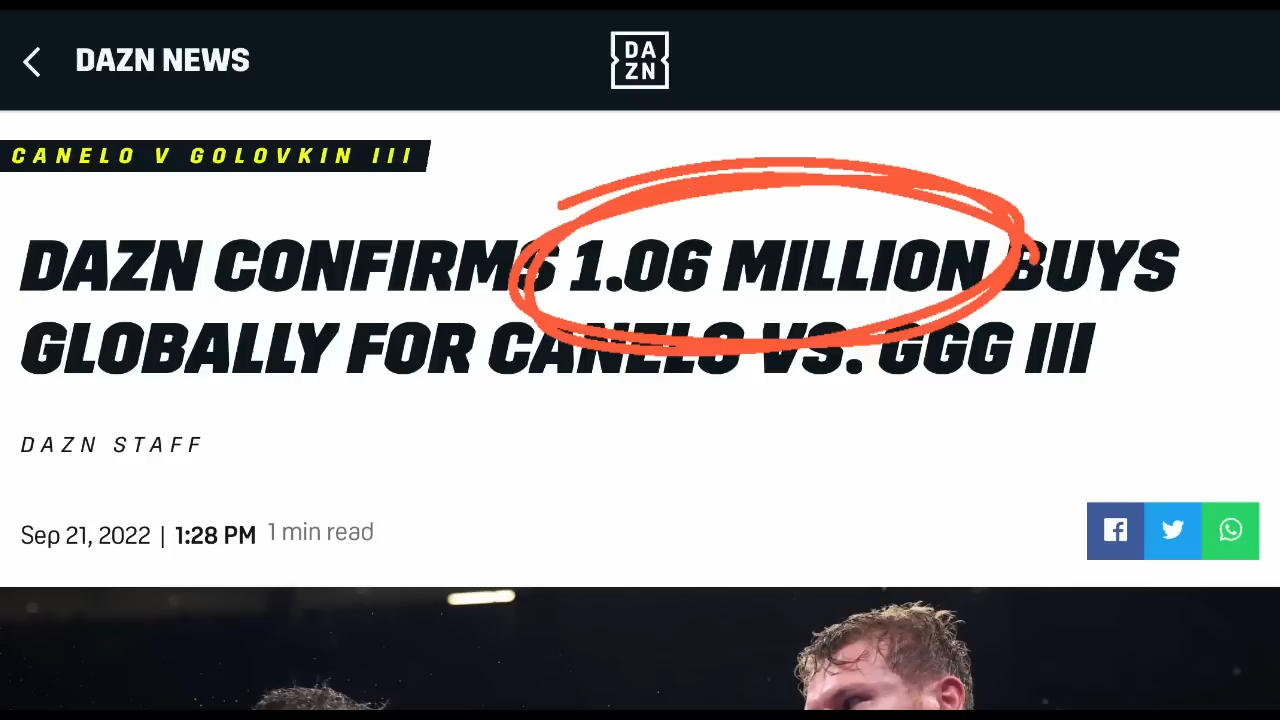 DAZN NEWS
DA
ZN
CANELO V GOLOVKIN III
DAZN CONFIRMS 1.06 MILLION BUYS
GLOBALLY FOR CANELO VS. GGG III
DAZN STAFF
Sep 21, 2022 | 1:28 PM 1 min read